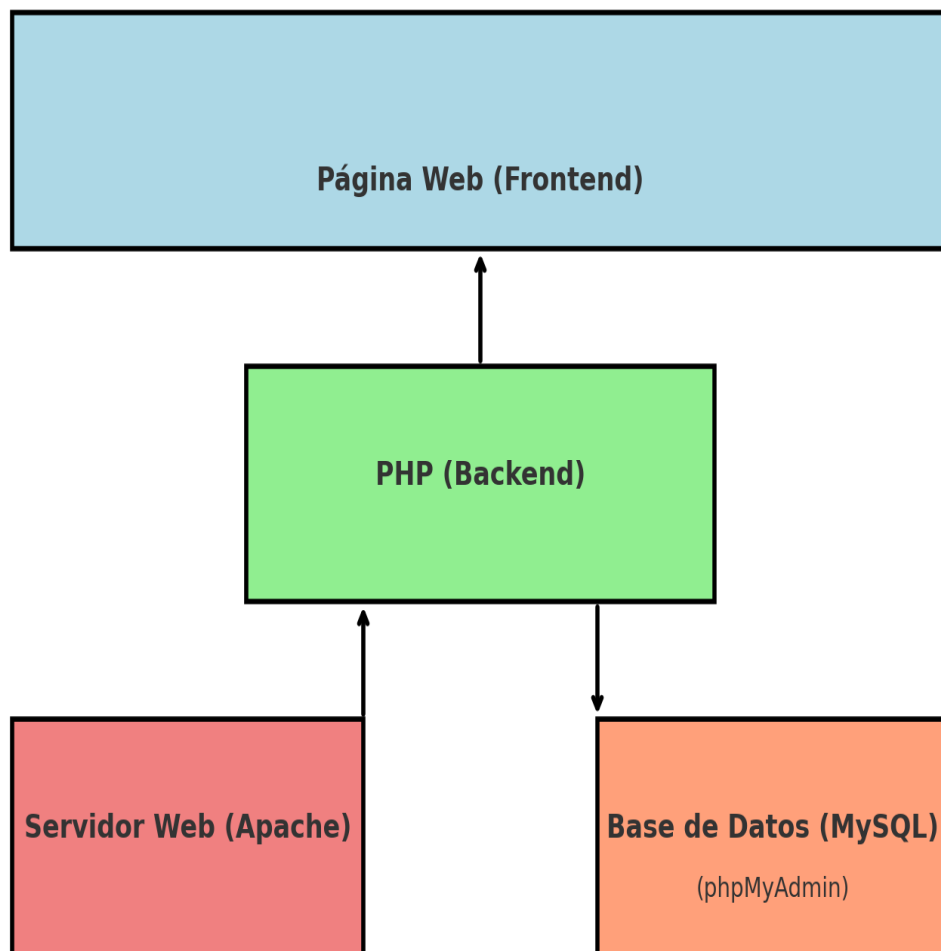 Página Web (Frontend)
PHP (Backend)
Servidor Web (Apache)
Base de Datos (MySQL)
(phpMyAdmin)